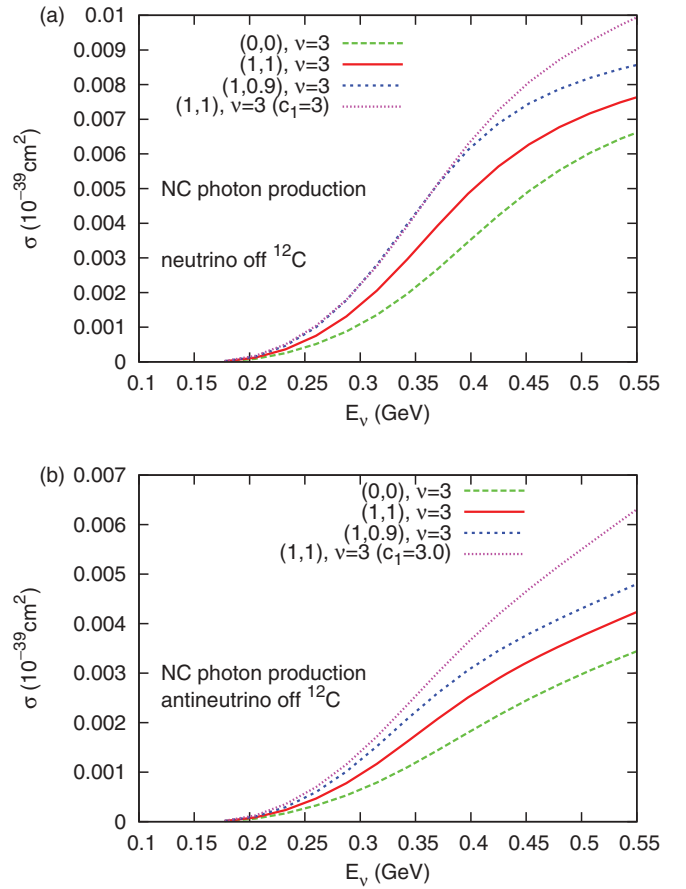 (a)
0.01
0.009
0.008
0.007
0.006
0.005
0.004
0.003
0.002
0.001
0
σ (10⁻³⁹cm²)
(0,0), ν=3
(1,1), ν=3
(1,0.9), ν=3
(1,1), ν=3 (c₁=3)
NC photon production
neutrino off ¹²C
0.1 0.15 0.2 0.25 0.3 0.35 0.4 0.45 0.5 0.55
E_ν (GeV)
(b)
0.007
0.006
0.005
0.004
0.003
0.002
0.001
0
σ (10⁻³⁹cm²)
(0,0), ν=3
(1,1), ν=3
(1,0.9), ν=3
(1,1), ν=3 (c₁=3.0)
NC photon production
antineutrino off ¹²C
0.1 0.15 0.2 0.25 0.3 0.35 0.4 0.45 0.5 0.55
E_ν (GeV)